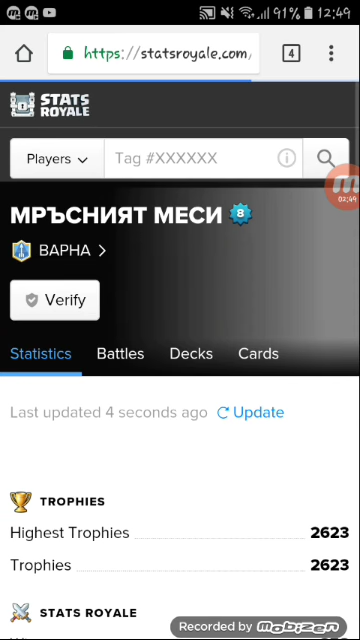 91% 12:49
https://statsroyale.com/
4
STATS
ROYALE
Players
Tag #XXXXXX
02:49
МРЪСНИЯТ МЕСИ 8
ВАРНА
Verify
Statistics Battles Decks Cards
Last updated 4 seconds ago Update
TROPHIES
Highest Trophies 2623
Trophies 2623
STATS ROYALE
Recorded by Mobizen